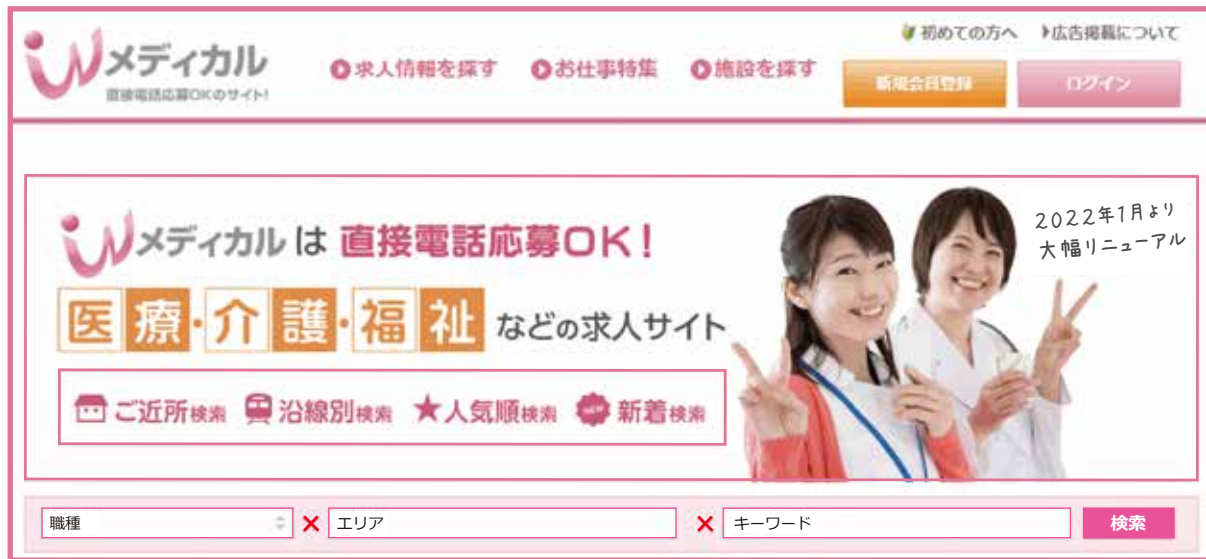 初めての方へ 広告掲載について
Wメディカル
直接電話応募OKのサイト!
求人情報を探す お仕事特集 施設を探す
新規会員登録 ログイン
2022年1月より
大幅リニューアル
Wメディカルは 直接電話応募OK!
医療・介護・福祉 などの求人サイト
ご近所検索 沿線別検索 ★人気順検索 新着検索
職種 × エリア × キーワード 検索